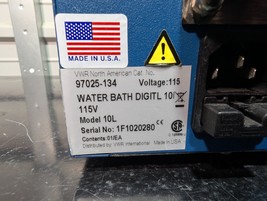 MADE IN U.S.A.
VWR North American Cat. No.
97025-134 Voltage:115
WATER BATH DIGITL 10
115V
Model 10L
Serial No: 1F1020280
Contents:01/EA
Distributed by VWR International Made in USA